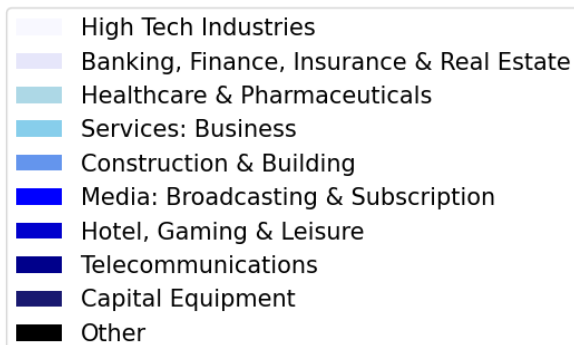 High Tech Industries
Banking, Finance, Insurance & Real Estate
Healthcare & Pharmaceuticals
Services: Business
Construction & Building
Media: Broadcasting & Subscription
Hotel, Gaming & Leisure
Telecommunications
Capital Equipment
Other